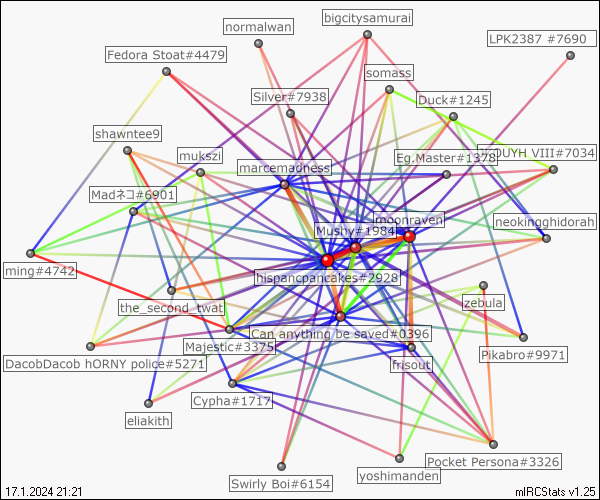 bigcitysamurai
normalwan
LPK2387 #7690
Fedora Stoat#4479
somass
Silver#7938
Duck#1245
shawntee9
OUYH VIII#7034
mukszi
Eg.Master#1378
marcemadness
Madネコ#6901
moonraven
neokingghidorah
Mushy#1984
ming#4742
hispancpancakes#2928
the_second_twat
zebula
Can anything be saved#0396
Majestic#3375
Pikabro#9971
DacobDacob hORNY police#5271
frisout
Cypha#1717
eliakith
Pocket Persona#3326
yoshimanden
Swirly Boi#6154
17.1.2024 21:21
mIRCStats v1.25